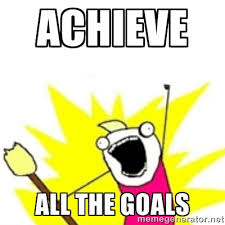 ACHIEVE
ALL THE GOALS
memegenerator.net